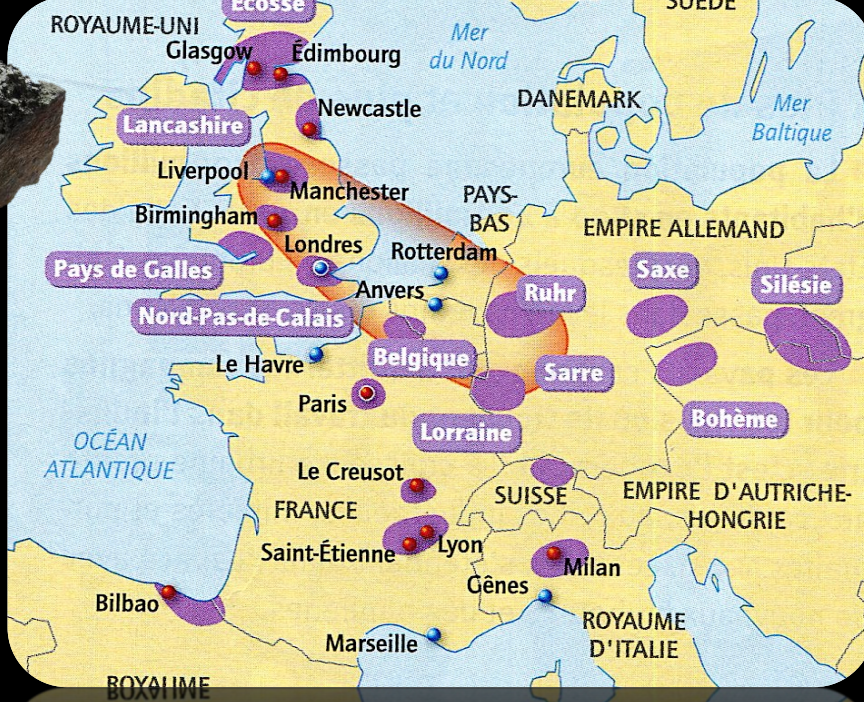 Écosse
SUÈDE
ROYAUME-UNI
Mer
du Nord
Glasgow
Édimbourg
DANEMARK
Mer
Baltique
Newcastle
Lancashire
Liverpool
Manchester
PAYS-
BAS
Birmingham
EMPIRE ALLEMAND
Londres
Rotterdam
Pays de Galles
Saxe
Silésie
Anvers
Ruhr
Nord-Pas-de-Calais
Le Havre
Belgique
Sarre
Paris
Bohème
Lorraine
OCÉAN
ATLANTIQUE
Le Creusot
SUISSE
EMPIRE D'AUTRICHE-
HONGRIE
FRANCE
Saint-Étienne
Lyon
Milan
Gênes
Bilbao
ROYAUME
D'ITALIE
Marseille
ROYAUME